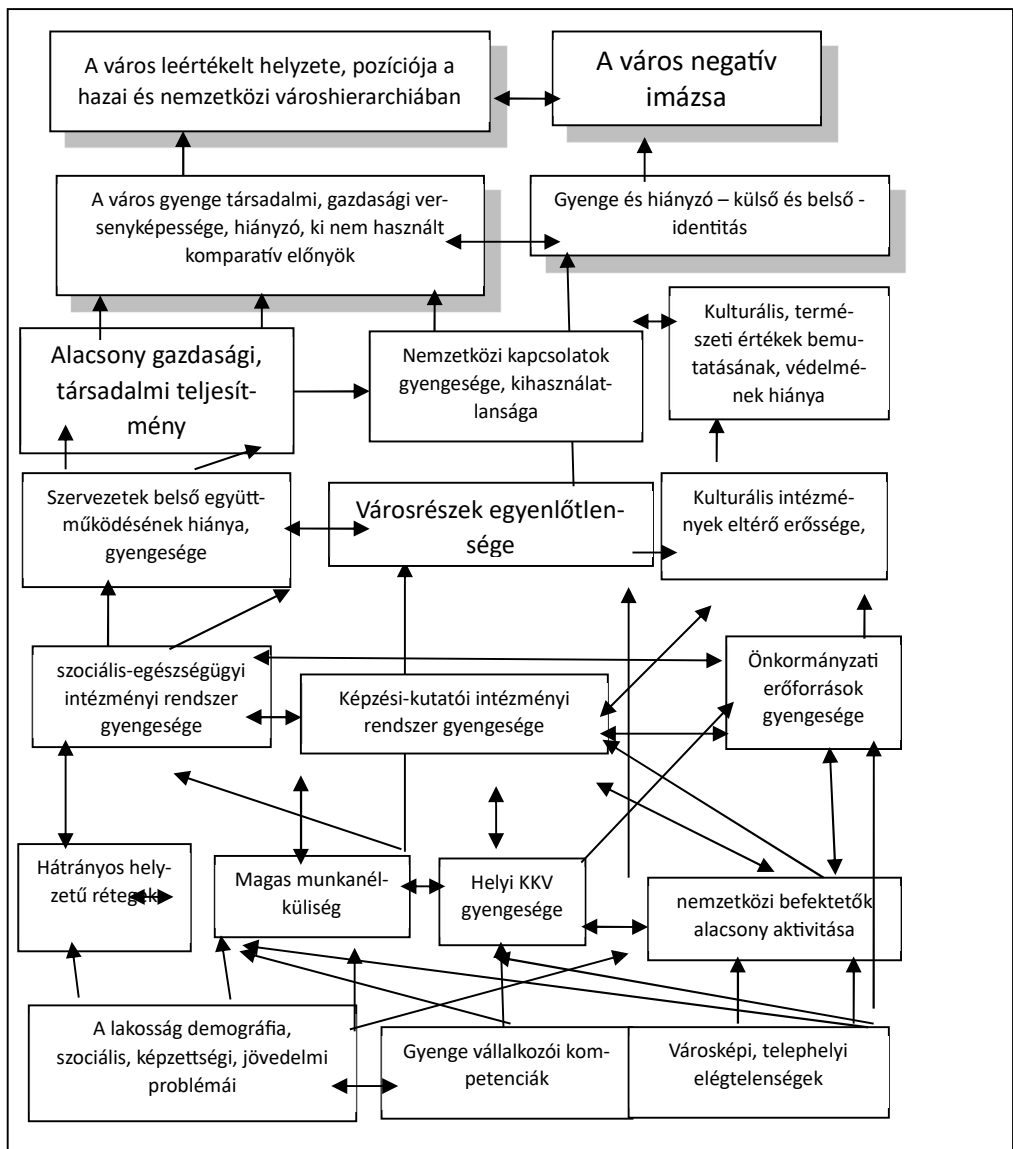 A város leértékelt helyzete, pozíciója a
hazai és nemzetközi városhierarchiában
A város negatív
imázsa
A város gyenge társadalmi, gazdasági ver-
senyképessége, hiányzó, ki nem használt
komparatív előnyök
Gyenge és hiányzó – külső és belső -
identitás
Alacsony gazdasági,
társadalmi teljesít-
mény
Nemzetközi kapcsolatok
gyengesége, kihasználat-
lansága
Kulturális, termé-
szeti értékek bemu-
tatásának, védelmé-
nek hiánya
Szervezetek belső együtt-
működésének hiánya,
gyengesége
Városrészek egyenlőtlen-
sége
Kulturális intézmé-
nyek eltérő erőssége,
szociális-egészségügyi
intézményi rendszer
gyengesége
Képzési-kutatói intézményi
rendszer gyengesége
Önkormányzati
erőforrások
gyengesége
Hátrányos hely-
zetű rétegek
Magas munkanél-
küliség
Helyi KKV
gyengesége
nemzetközi befektetők
alacsony aktivitása
A lakosság demográfia,
szociális, képzettségi, jövedelmi
problémái
Gyenge vállalkozói kom-
petenciák
Városképi, telephelyi
elégtelenségek